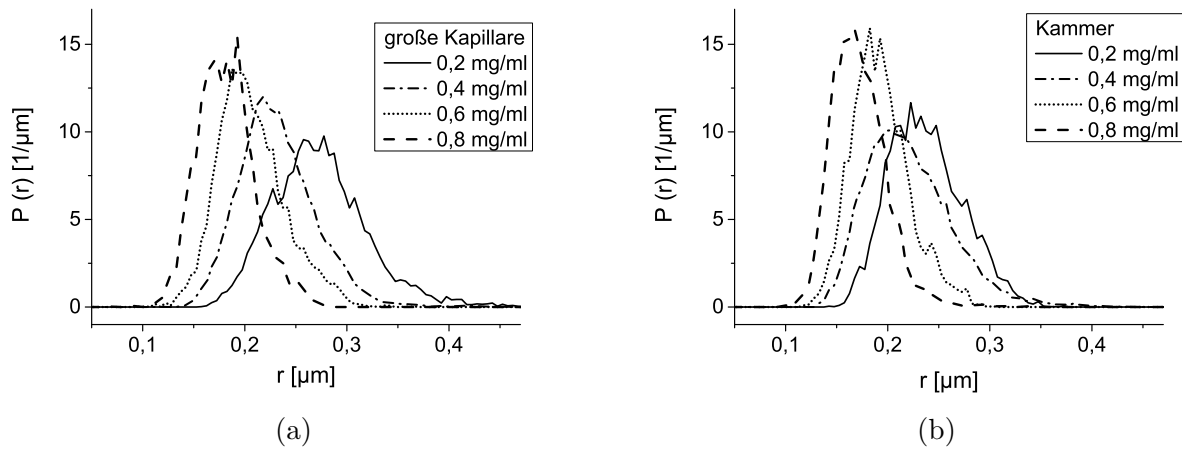 große Kapillare
0,2 mg/ml
0,4 mg/ml
0,6 mg/ml
0,8 mg/ml
15
10
5
0
P (r) [1/µm]
0,1 0,2 0,3 0,4
r [µm]
(a)
Kammer
0,2 mg/ml
0,4 mg/ml
0,6 mg/ml
0,8 mg/ml
15
10
5
0
P (r) [1/µm]
0,1 0,2 0,3 0,4
r [µm]
(b)